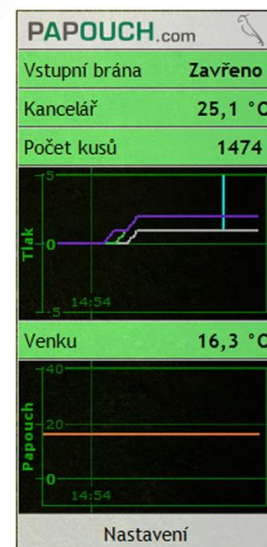 PAPOUCH.com
Vstupní brána Zavřeno
Kancelář 25,1 °C
Počet kusů 1474
5
Tlak
0
-5
14:54
Venku 16,3 °C
40
Papouch
20
0
14:54
Nastavení